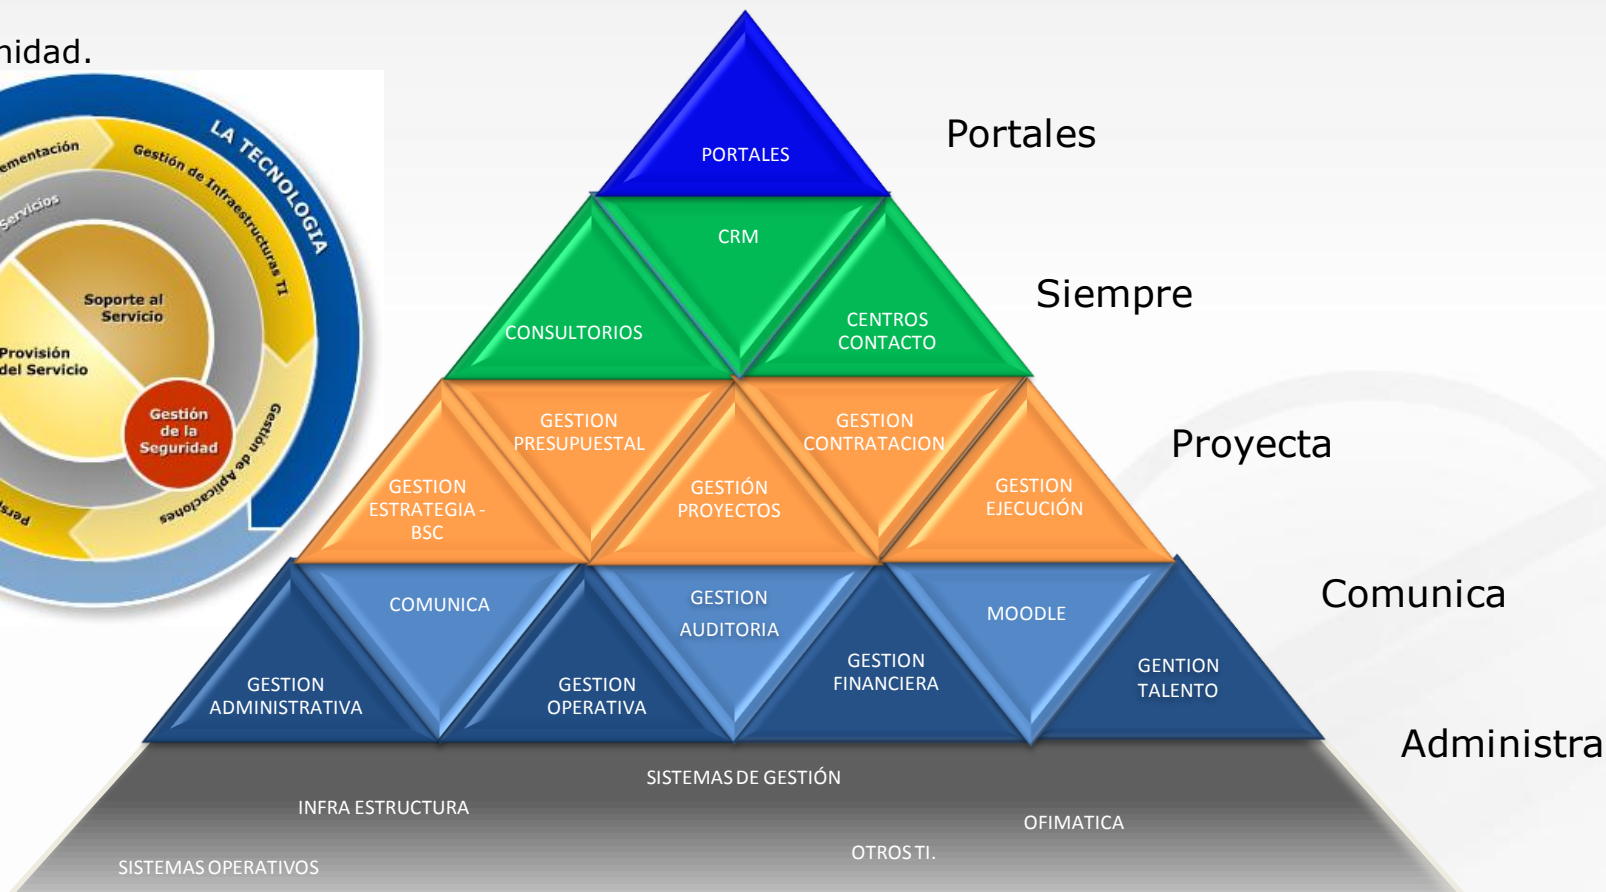 LA TECNOLOGIA
Gestión de Infraestructuras TI
Soporte al
Servicio
Provisión
del Servicio
Gestión
de la
Seguridad
Gestión de Aplicaciones
Servicios
PORTALES
Portales
CRM
CONSULTORIOS
CENTROS
CONTACTO
Siempre
GESTION
PRESUPUESTAL
GESTION
CONTRATACION
GESTION
ESTRATEGIA -
BSC
GESTIÓN
PROYECTOS
GESTION
EJECUCIÓN
Proyecta
COMUNICA
GESTION
AUDITORIA
MOODLE
Comunica
GESTION
ADMINISTRATIVA
GESTION
OPERATIVA
GESTION
FINANCIERA
GENTION
TALENTO
Administra
SISTEMAS DE GESTIÓN
INFRA ESTRUCTURA
OFIMATICA
OTROS TI.
SISTEMAS OPERATIVOS